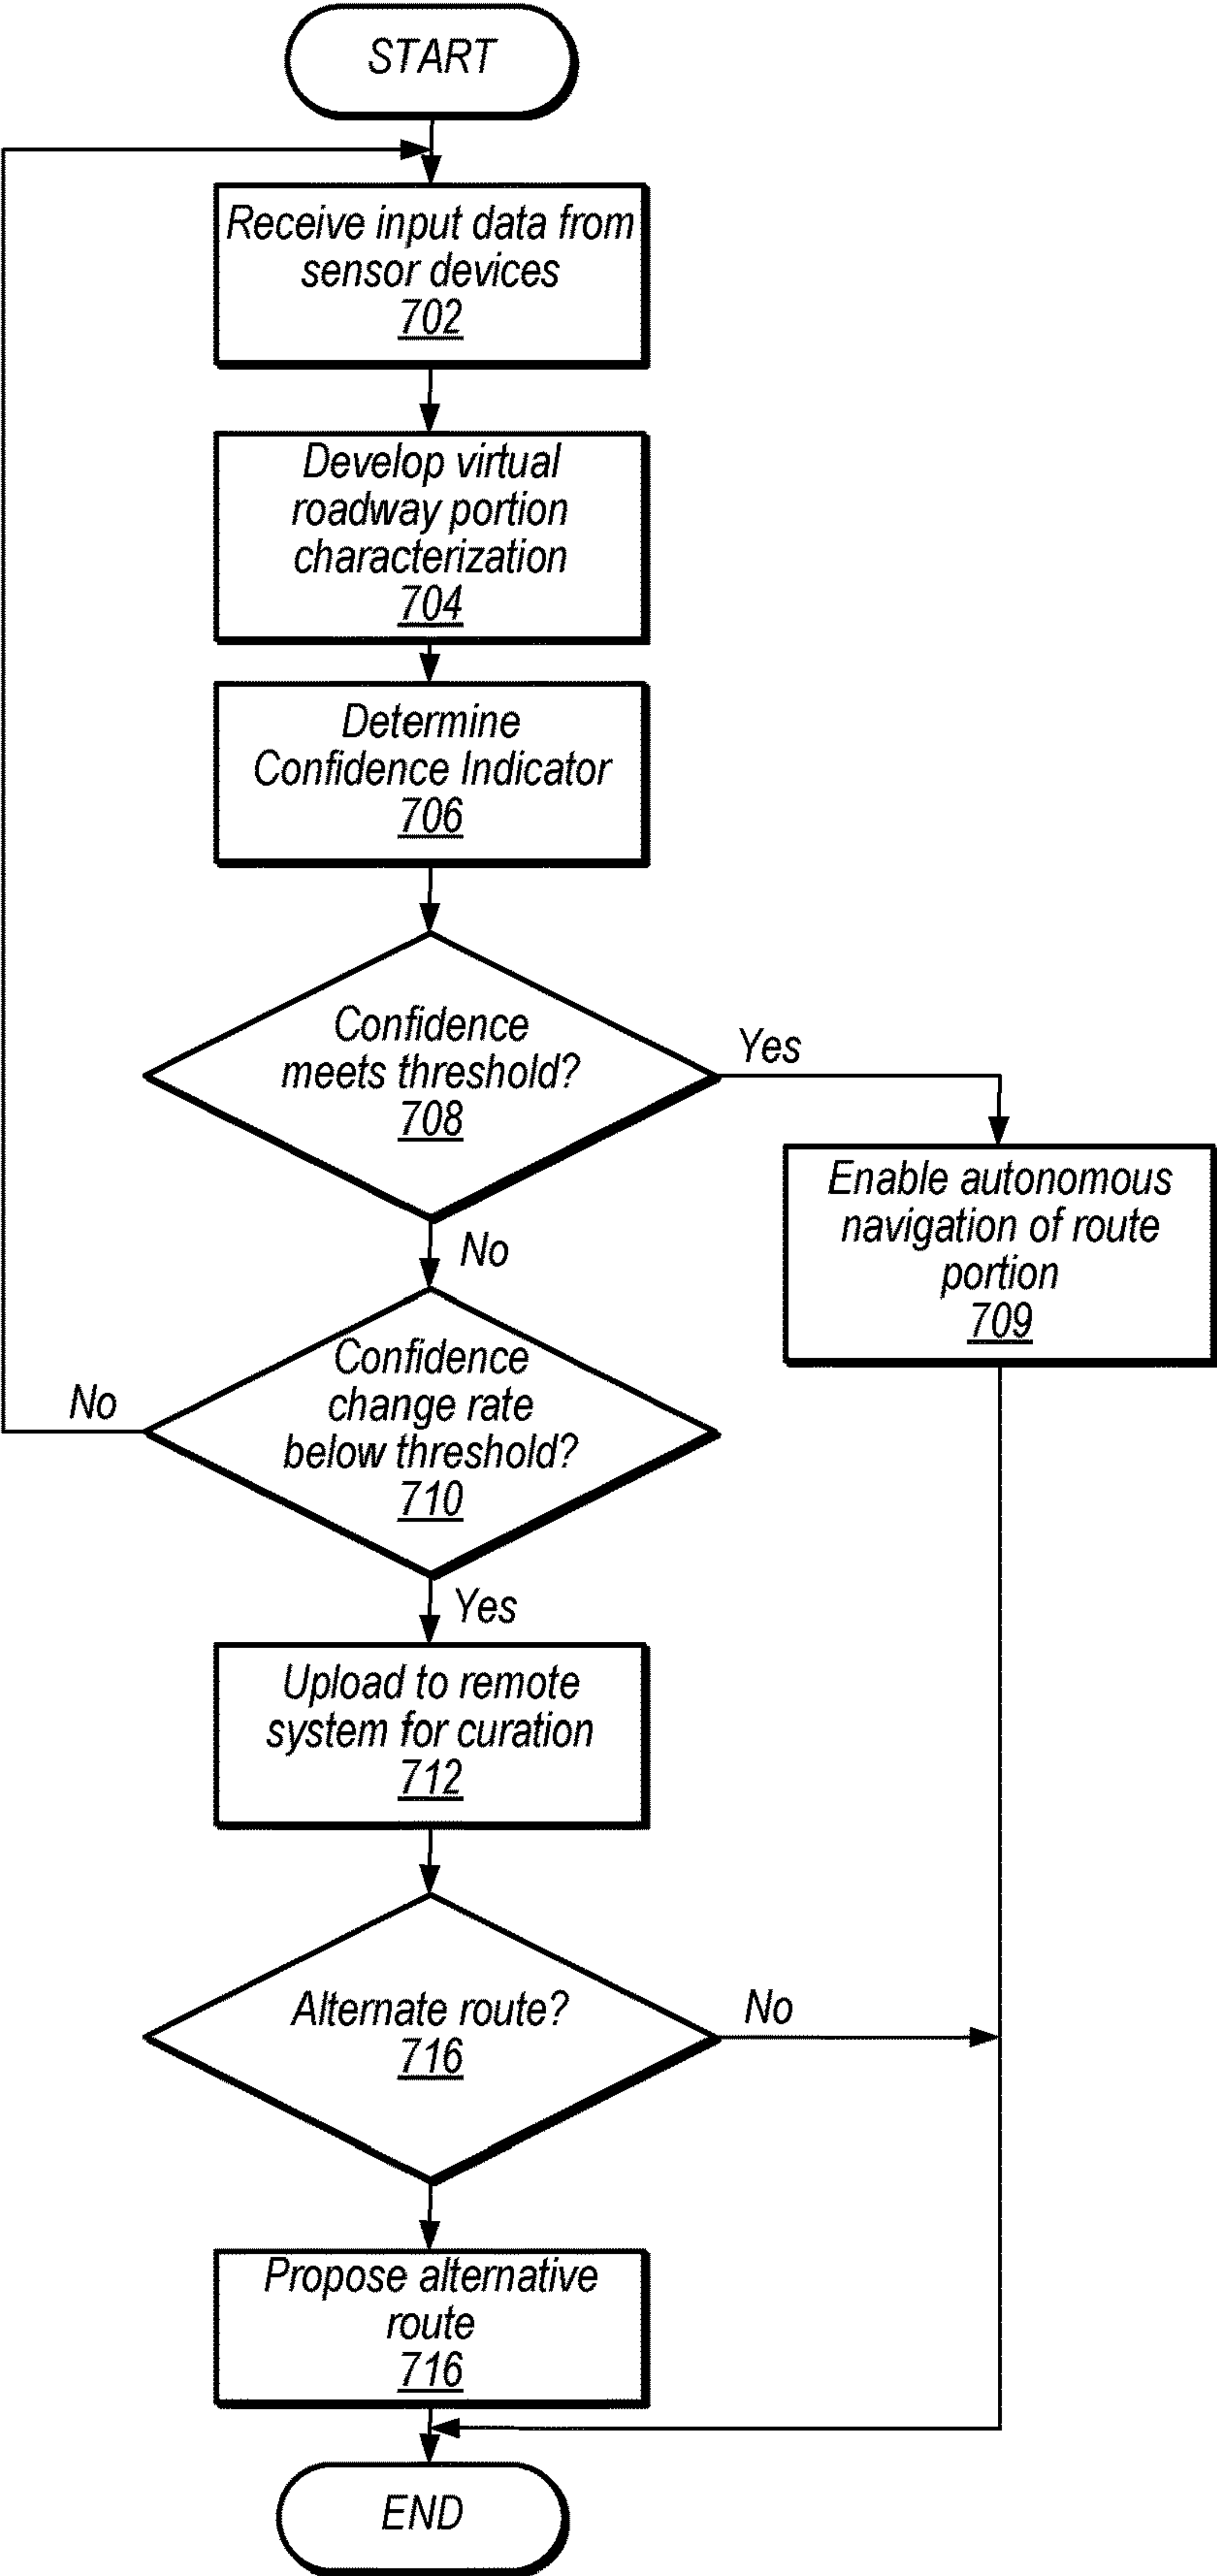 START
Receive input data from
sensor devices
702
Develop virtual
roadway portion
characterization
704
Determine
Confidence Indicator
706
Confidence
meets threshold?
708
Yes
Enable autonomous
navigation of route
portion
709
No
Confidence
change rate
below threshold?
710
No
Yes
Upload to remote
system for curation
712
Alternate route?
716
No
Propose alternative
route
716
END